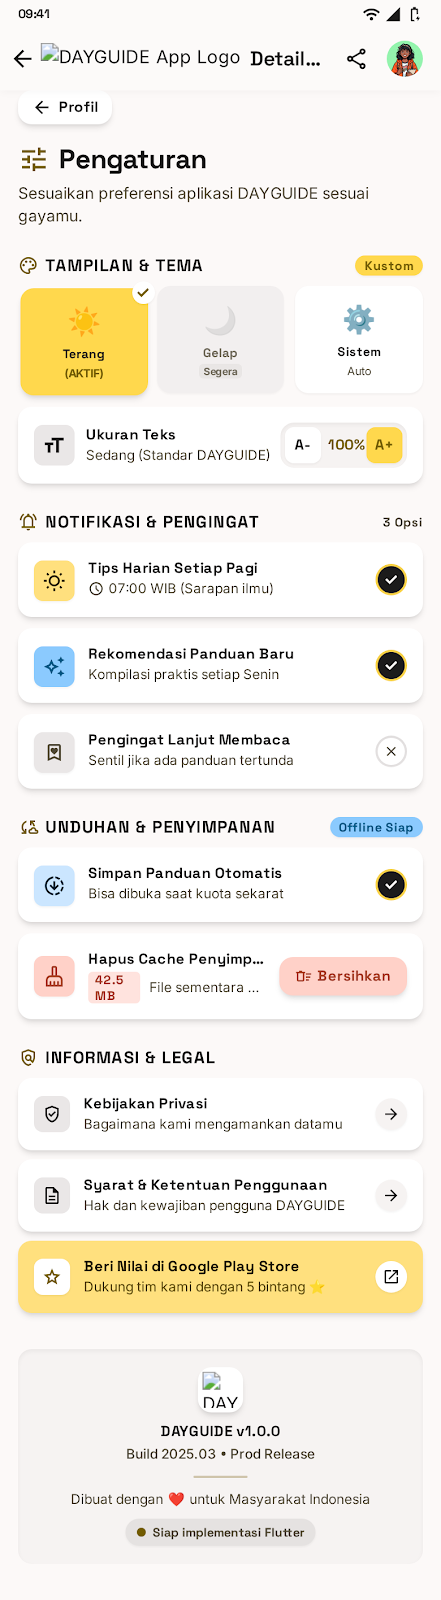 09:41
DAYGUIDE App Logo Detail...
Profil
Pengaturan
Sesuaikan preferensi aplikasi DAYGUIDE sesuai
gayamu.
TAMPILAN & TEMA
Kustom
Terang
(AKTIF)
Gelap
Segera
Sistem
Auto
Ukuran Teks
Sedang (Standar DAYGUIDE)
A- 100% A+
NOTIFIKASI & PENGINGAT
3 Opsi
Tips Harian Setiap Pagi
07:00 WIB (Sarapan ilmu)
Rekomendasi Panduan Baru
Kompilasi praktis setiap Senin
Pengingat Lanjut Membaca
Sentil jika ada panduan tertunda
UNDUHAN & PENYIMPANAN
Offline Siap
Simpan Panduan Otomatis
Bisa dibuka saat kuota sekarat
Hapus Cache Penyimp...
42.5
MB
File sementara ...
Bersihkan
INFORMASI & LEGAL
Kebijakan Privasi
Bagaimana kami mengamankan datamu
Syarat & Ketentuan Penggunaan
Hak dan kewajiban pengguna DAYGUIDE
Beri Nilai di Google Play Store
Dukung tim kami dengan 5 bintang ⭐
DAY
DAYGUIDE v1.0.0
Build 2025.03 • Prod Release
Dibuat dengan ❤️ untuk Masyarakat Indonesia
Siap implementasi Flutter